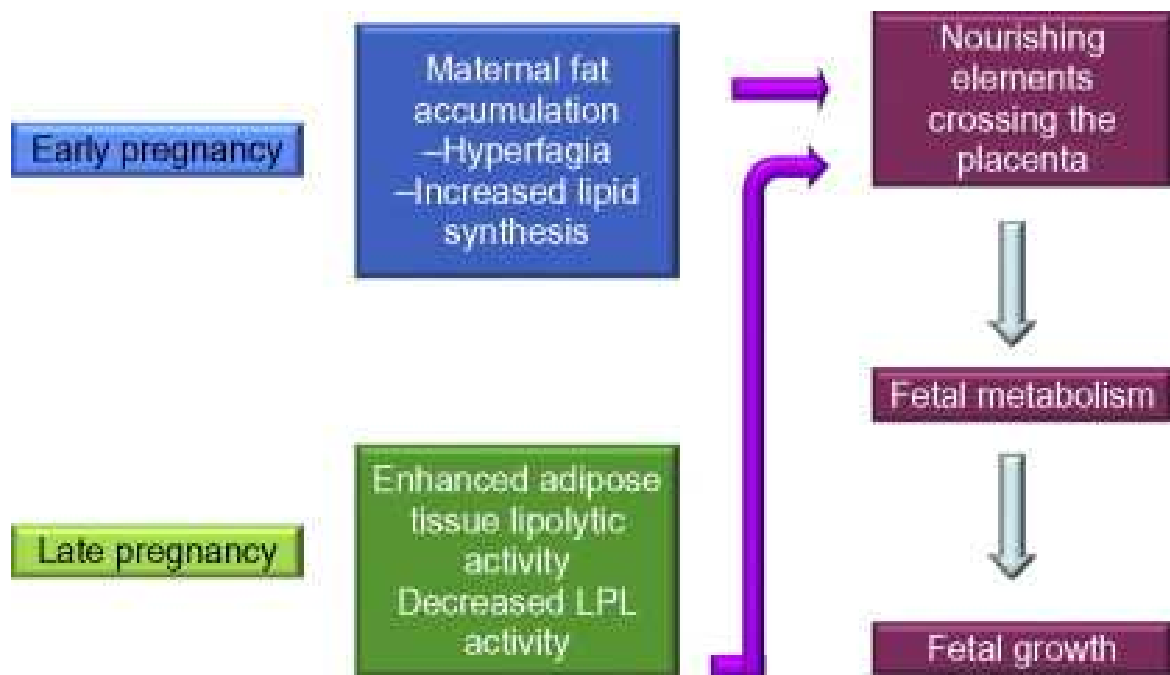 Early pregnancy
Maternal fat
accumulation
–Hyperfagia
–Increased lipid
synthesis
Nourishing
elements
crossing the
placenta
Fetal metabolism
Late pregnancy
Enhanced adipose
tissue lipolytic
activity
Decreased LPL
activity
Fetal growth